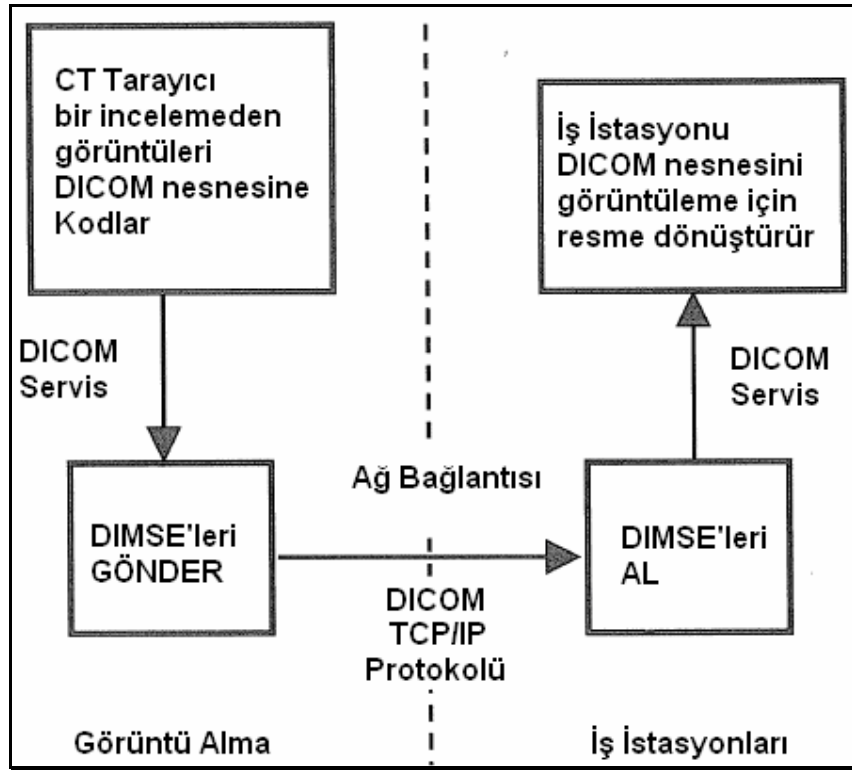 CT Tarayıcı
bir incelemeden
görüntüleri
DICOM nesnesine
Kodlar
İş İstasyonu
DICOM nesnesini
görüntüleme için
resme dönüştürür
DICOM
Servis
DICOM
Servis
Ağ Bağlantısı
DIMSE'leri
GÖNDER
DIMSE'leri
AL
DICOM
TCP/IP
Protokolü
Görüntü Alma
İş İstasyonları